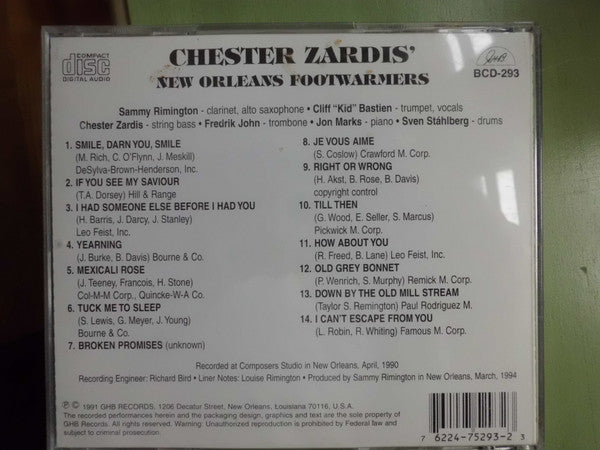 COMPACT
disc
DIGITAL AUDIO
CHESTER ZARDIS'
NEW ORLEANS FOOTWARMERS
GHB
BCD-293
Sammy Rimington - clarinet, alto saxophone • Cliff "Kid" Bastien - trumpet, vocals
Chester Zardis - string bass • Fredrik John - trombone • Jon Marks - piano • Sven Ståhlberg - drums
1. SMILE, DARN YOU, SMILE
(M. Rich, C. O'Flynn, J. Meskill)
DeSylva-Brown-Henderson, Inc.
2. IF YOU SEE MY SAVIOUR
(T.A. Dorsey) Hill & Range
3. I HAD SOMEONE ELSE BEFORE I HAD YOU
(H. Barris, J. Darcy, J. Stanley)
Leo Feist, Inc.
4. YEARNING
(J. Burke, B. Davis) Bourne & Co.
5. MEXICALI ROSE
(J. Teeney, Francois, H. Stone)
Col-M-M Corp., Quincke-W-A Co.
6. TUCK ME TO SLEEP
(S. Lewis, G. Meyer, J. Young)
Bourne & Co.
7. BROKEN PROMISES (unknown)
8. JE VOUS AIME
(S. Coslow) Crawford M. Corp.
9. RIGHT OR WRONG
(H. Akst, B. Rose, B. Davis)
copyright control
10. TILL THEN
(G. Wood, E. Seller, S. Marcus)
Pickwick M. Corp.
11. HOW ABOUT YOU
(R. Freed, B. Lane) Leo Feist, Inc.
12. OLD GREY BONNET
(P. Wenrich, S. Murphy) Remick M. Corp.
13. DOWN BY THE OLD MILL STREAM
(Taylor S. Remington) Paul Rodriguez M.
14. I CAN'T ESCAPE FROM YOU
(L. Robin, R. Whiting) Famous M. Corp.
Recorded at Composers Studio in New Orleans, April, 1990
Recording Engineer: Richard Bird • Liner Notes: Louise Rimington • Produced by Sammy Rimington in New Orleans, March, 1994
℗ © 1991 GHB RECORDS, 1206 Decatur Street, New Orleans, Louisiana 70116, U.S.A.
The recorded performances herein and the packaging design, graphics and text are the sole property of
GHB Records. All rights reserved. Warning: Unauthorized reproduction is prohibited by Federal law and
subject to criminal prosecution.
7 62247-75293-2 3